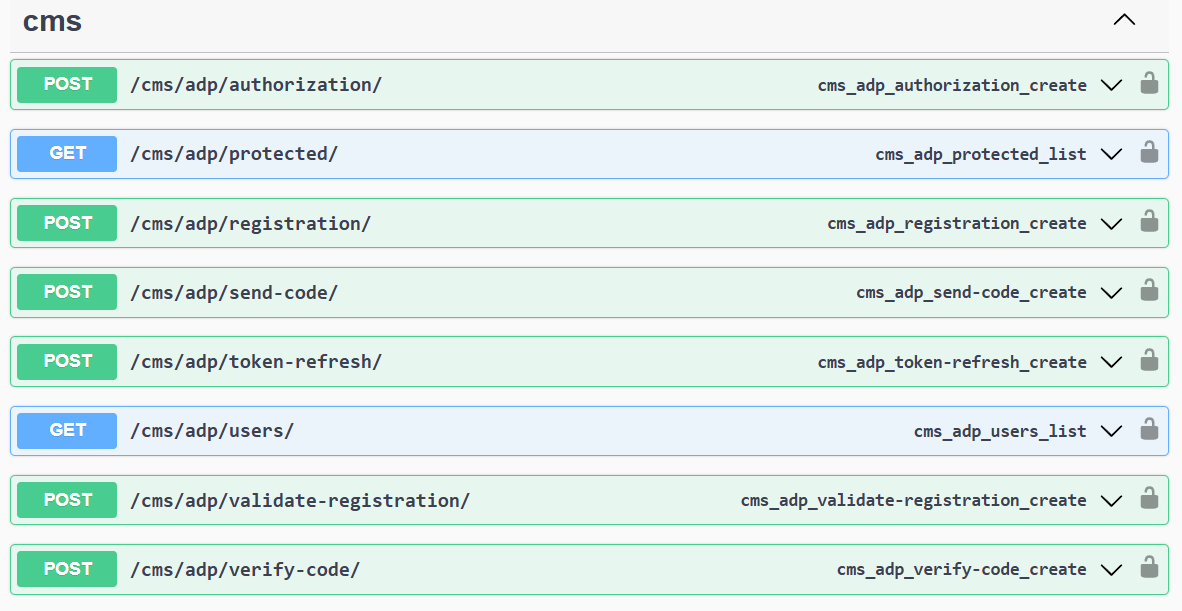 cms
POST /cms/adp/authorization/ cms_adp_authorization_create
GET /cms/adp/protected/ cms_adp_protected_list
POST /cms/adp/registration/ cms_adp_registration_create
POST /cms/adp/send-code/ cms_adp_send-code_create
POST /cms/adp/token-refresh/ cms_adp_token-refresh_create
GET /cms/adp/users/ cms_adp_users_list
POST /cms/adp/validate-registration/ cms_adp_validate-registration_create
POST /cms/adp/verify-code/ cms_adp_verify-code_create